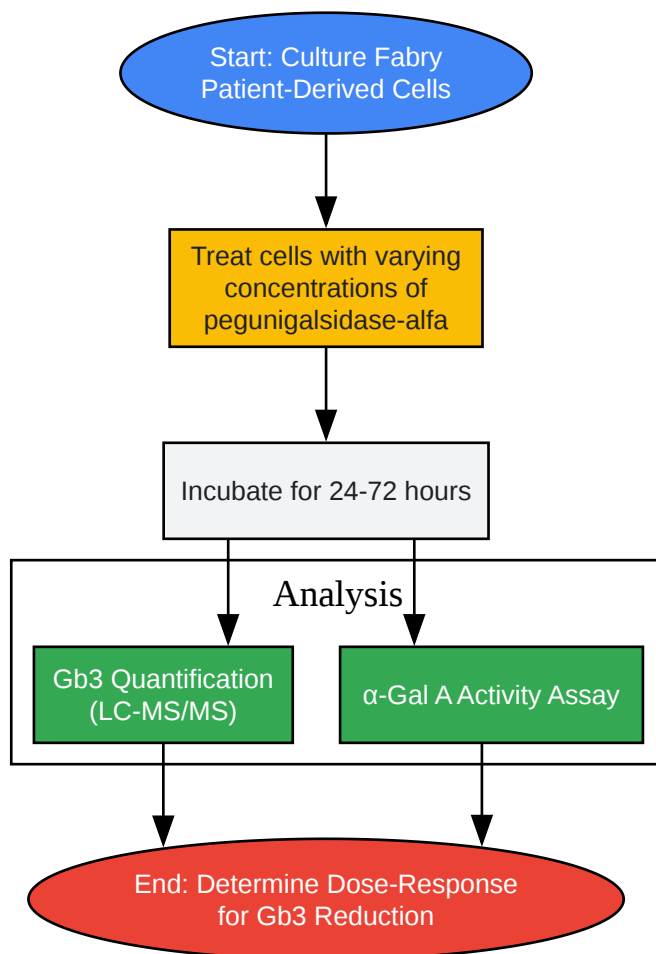 Start: Culture Fabry
Patient-Derived Cells
Treat cells with varying
concentrations of
pegunigalsidase-alfa
Incubate for 24-72 hours
Analysis
Gb3 Quantification
(LC-MS/MS)
α-Gal A Activity Assay
End: Determine Dose-Response
for Gb3 Reduction